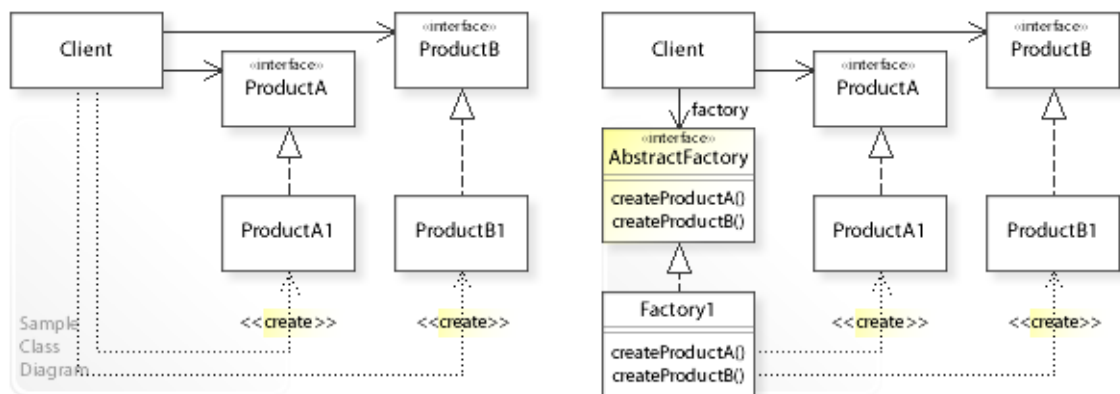 Client
«interface»
ProductB
«interface»
ProductA
ProductA1
ProductB1
<<create>>
<<create>>
Sample
Class
Diagram
Client
«interface»
ProductB
«interface»
ProductA
factory
«interface»
AbstractFactory
createProductA()
createProductB()
ProductA1
ProductB1
Factory1
<<create>>
<<create>>
createProductA()
createProductB()